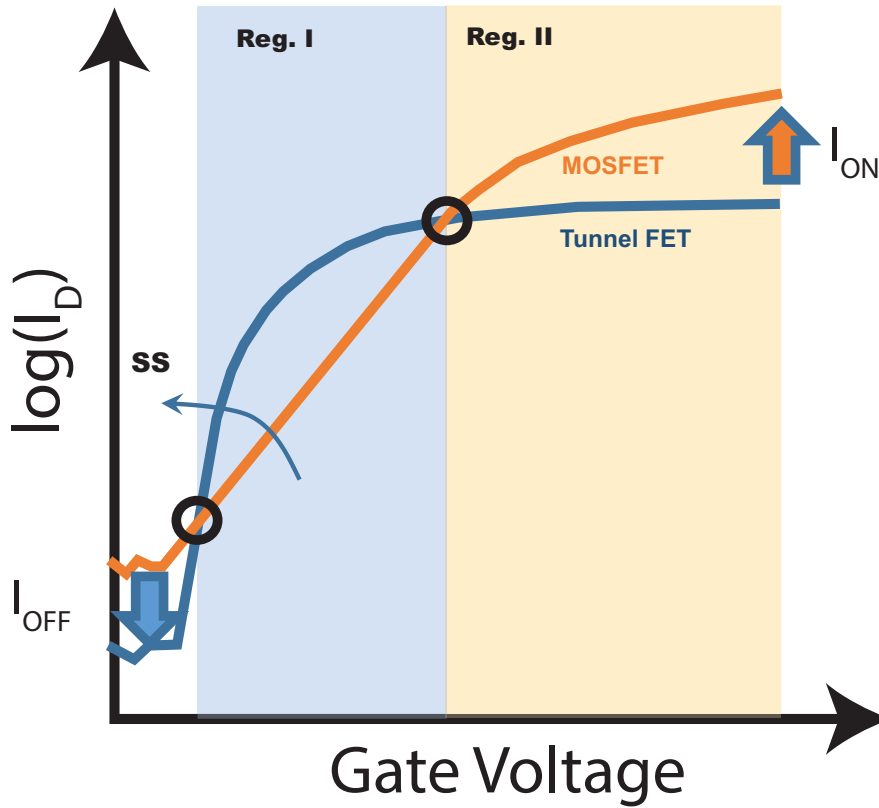 Reg. I
Reg. II
MOSFET
I_ON
Tunnel FET
log(I_D)
SS
I_OFF
Gate Voltage